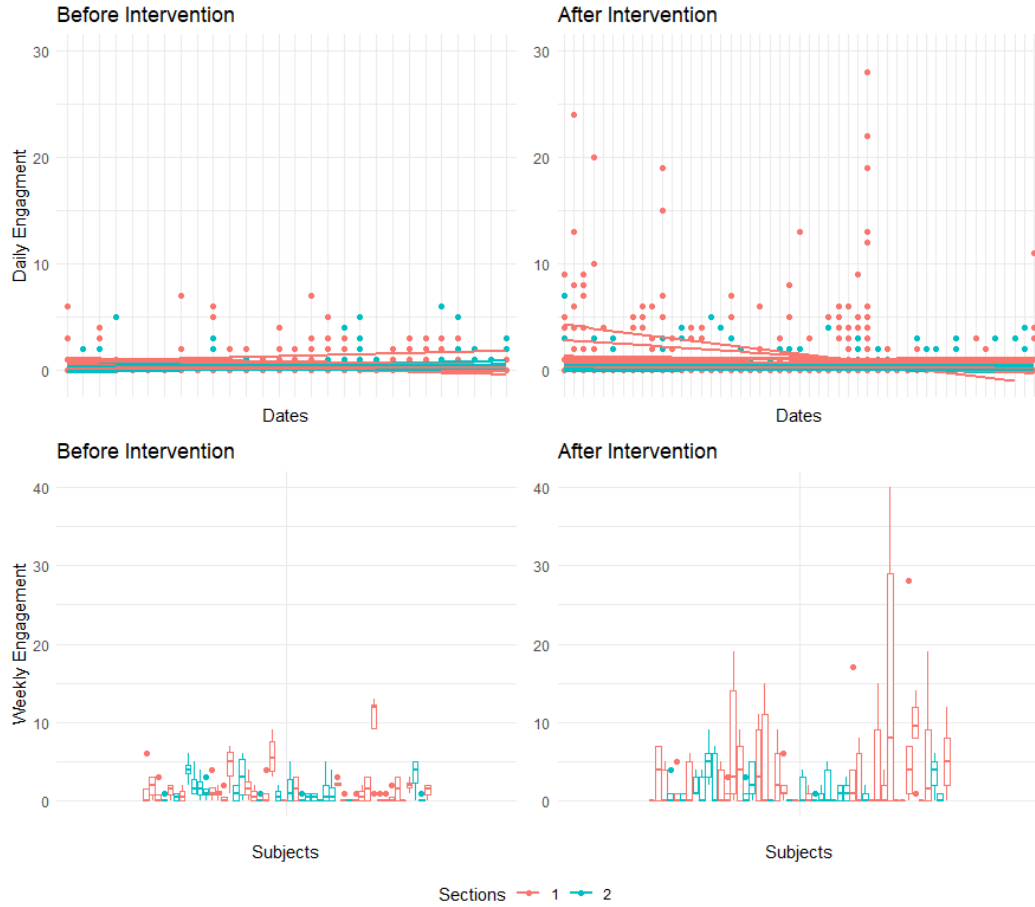 Before Intervention
After Intervention
30
20
10
0
Daily Engagment
Dates
30
20
10
0
Dates
Before Intervention
After Intervention
40
30
20
10
0
Weekly Engagement
Subjects
40
30
20
10
0
Subjects
Sections 1 2